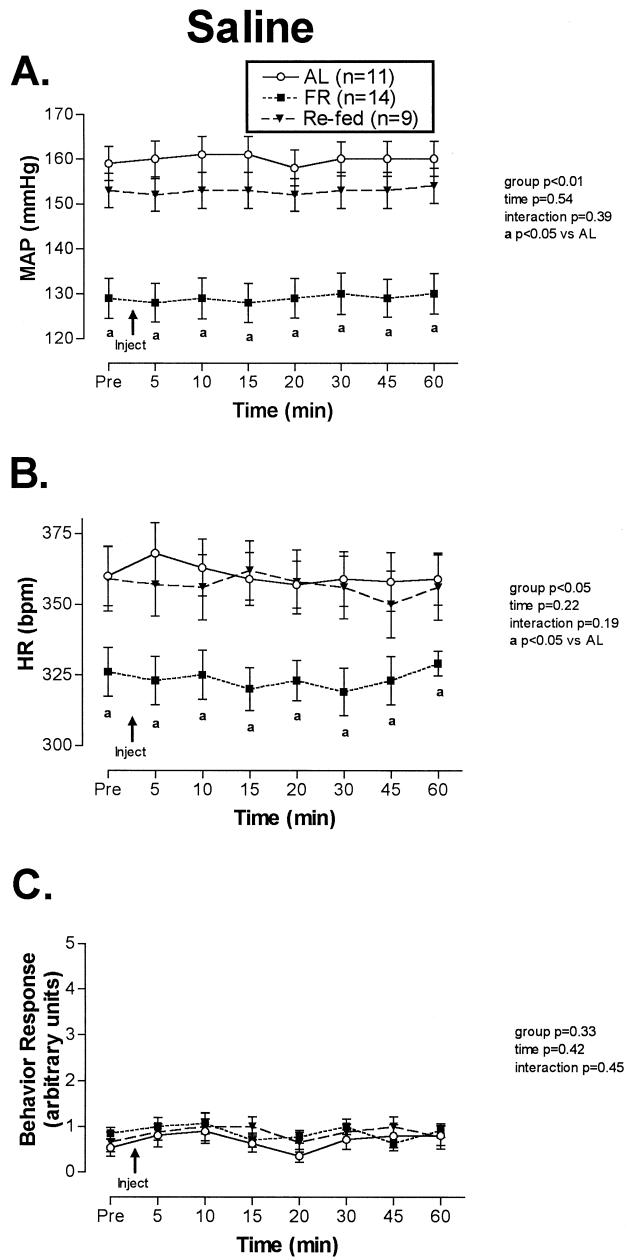 Saline
A.
AL (n=11)
FR (n=14)
Re-fed (n=9)
MAP (mmHg)
170
160
150
140
130
120
a a a a a a a a
Inject
Pre 5 10 15 20 30 45 60
Time (min)
group p<0.01
time p=0.54
interaction p=0.39
a p<0.05 vs AL
B.
HR (bpm)
375
350
325
300
a a a a a a a a
Inject
Pre 5 10 15 20 30 45 60
Time (min)
group p<0.05
time p=0.22
interaction p=0.19
a p<0.05 vs AL
C.
Behavior Response
(arbitrary units)
5
4
3
2
1
0
Inject
Pre 5 10 15 20 30 45 60
Time (min)
group p=0.33
time p=0.42
interaction p=0.45